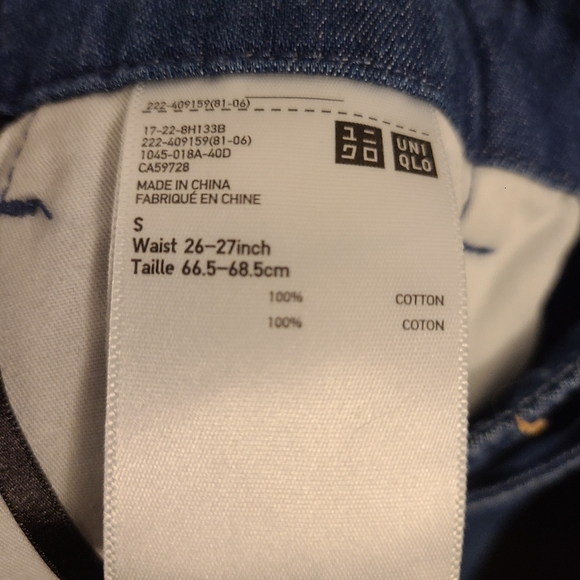 222-409159(81-06)
17-22-8H133B
222-409159(81-06)
1045-018A-40D
CA59728
MADE IN CHINA
FABRIQUÉ EN CHINE
ユニ
クロ
UNI
QLO
S
Waist 26–27inch
Taille 66.5–68.5cm
100% COTTON
100% COTON